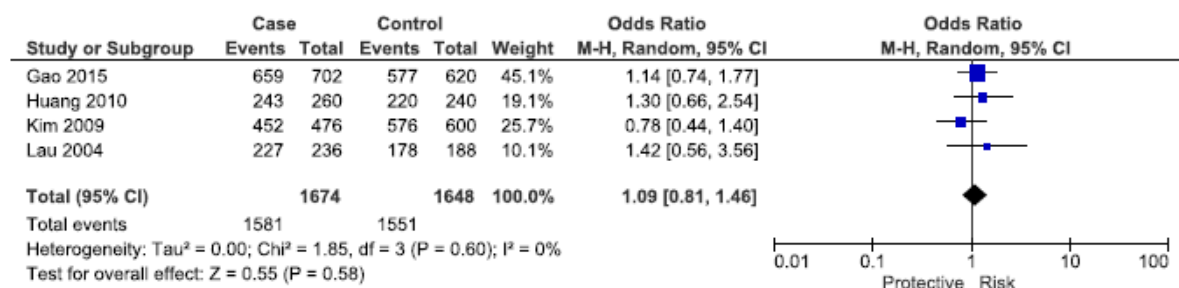 Case Control Odds Ratio Odds Ratio
Study or Subgroup Events Total Events Total Weight M-H, Random, 95% CI M-H, Random, 95% CI
Gao 2015 659 702 577 620 45.1% 1.14 [0.74, 1.77]
Huang 2010 243 260 220 240 19.1% 1.30 [0.66, 2.54]
Kim 2009 452 476 576 600 25.7% 0.78 [0.44, 1.40]
Lau 2004 227 236 178 188 10.1% 1.42 [0.56, 3.56]
Total (95% CI) 1674 1648 100.0% 1.09 [0.81, 1.46]
Total events 1581 1551
Heterogeneity: Tau² = 0.00; Chi² = 1.85, df = 3 (P = 0.60); I² = 0%
Test for overall effect: Z = 0.55 (P = 0.58)
0.01 0.1 1 10 100
Protective Risk